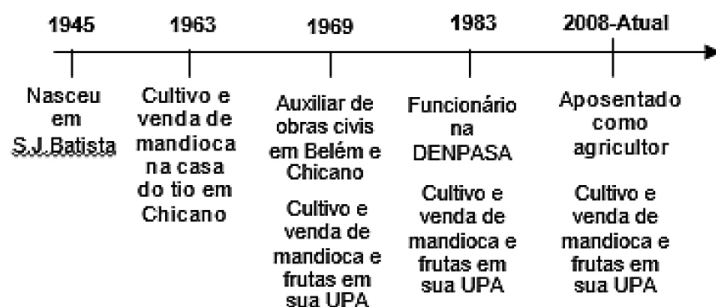 1945
1963
1969
1983
2008-Atual
Nasceu
em
S.J.Batista
Cultivo e
venda de
mandioca
na casa
do tio em
Chicano
Auxiliar de
obras civis
em Belém e
Chicano
Cultivo e
venda de
mandioca e
frutas em
sua UPA
Funcionário
na
DENPASA
Cultivo e
venda de
mandioca e
frutas em
sua UPA
Aposentado
como
agricultor
Cultivo e
venda de
mandioca e
frutas em
sua UPA